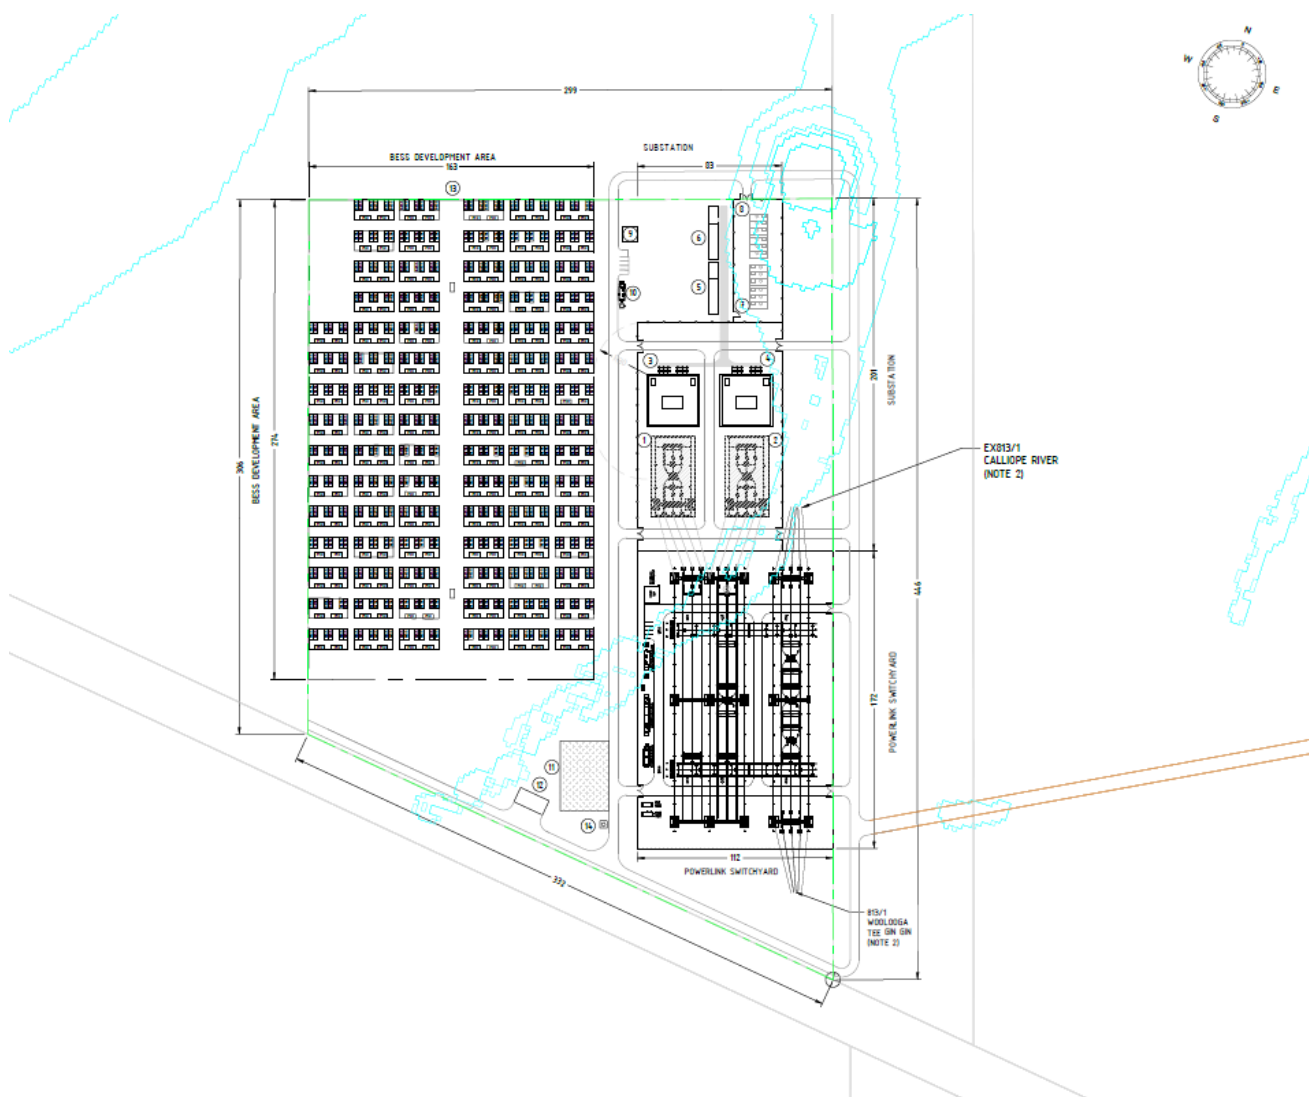 N
W
E
S
299
SUBSTATION
BESS DEVELOPMENT AREA
163
83
13
8
9
6
10
5
7
3
4
1
2
201
SUBSTATION
274
BESS DEVELOPMENT AREA
306
EX813/1
CALLIOPE RIVER
(NOTE 2)
446
172
POWERLINK SWITCHYARD
11
12
14
112
POWERLINK SWITCHYARD
332
813/1
WOOLOOGA
TEE GIN GIN
(NOTE 2)